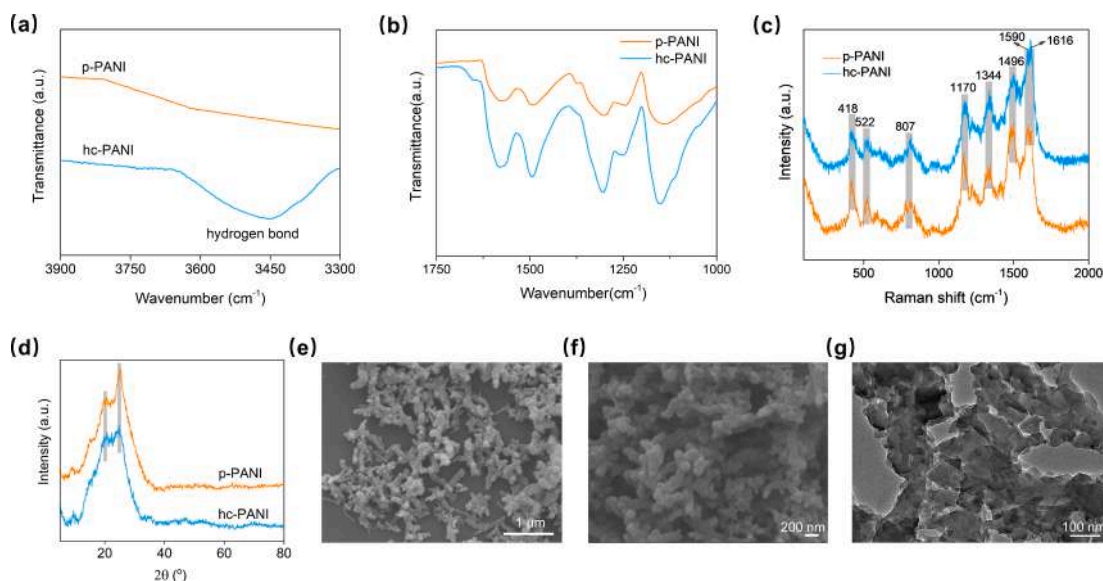 (a)
p-PANI
hc-PANI
hydrogen bond
Transmittance (a.u.)
3900 3750 3600 3450 3300
Wavenumber (cm⁻¹)
(b)
p-PANI
hc-PANI
Transmittance(a.u.)
1750 1500 1250 1000
Wavenumber(cm⁻¹)
(c)
p-PANI
hc-PANI
418
522
807
1170
1344
1496
1590
1616
Intensity (a.u.)
500 1000 1500 2000
Raman shift (cm⁻¹)
(d)
p-PANI
hc-PANI
Intensity (a.u.)
20 40 60 80
2θ (°)
(e)
1 um
(f)
200 nm
(g)
100 nm